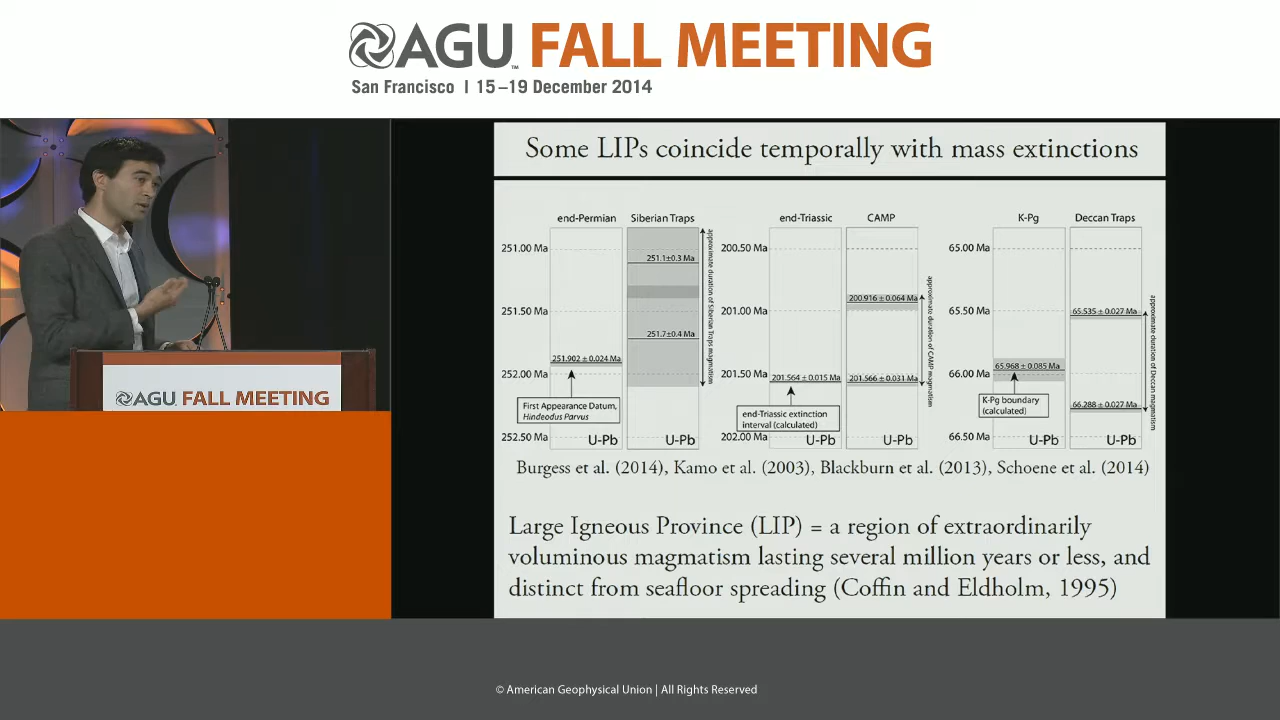 AGU FALL MEETING
San Francisco | 15–19 December 2014
Some LIPs coincide temporally with mass extinctions
end-Permian Siberian Traps
251.00 Ma
251.50 Ma
252.00 Ma
252.50 Ma
251.902 ± 0.024 Ma
First Appearance Datum,
Hindeodus Parvus
U-Pb
251.1±0.3 Ma
251.7±0.4 Ma
U-Pb
approximate duration of Siberian Traps magmatism
end-Triassic CAMP
200.50 Ma
201.00 Ma
201.50 Ma
202.00 Ma
201.564 ± 0.015 Ma
end-Triassic extinction
interval (calculated)
U-Pb
200.916 ± 0.064 Ma
201.566 ± 0.031 Ma
U-Pb
approximate duration of CAMP magmatism
K-Pg Deccan Traps
65.00 Ma
65.50 Ma
66.00 Ma
66.50 Ma
65.968 ± 0.085 Ma
K-Pg boundary
(calculated)
U-Pb
65.535 ± 0.027 Ma
66.288 ± 0.027 Ma
U-Pb
approximate duration of Deccan magmatism
Burgess et al. (2014), Kamo et al. (2003), Blackburn et al. (2013), Schoene et al. (2014)
Large Igneous Province (LIP) = a region of extraordinarily
voluminous magmatism lasting several million years or less, and
distinct from seafloor spreading (Coffin and Eldholm, 1995)
AGU FALL MEETING
© American Geophysical Union | All Rights Reserved